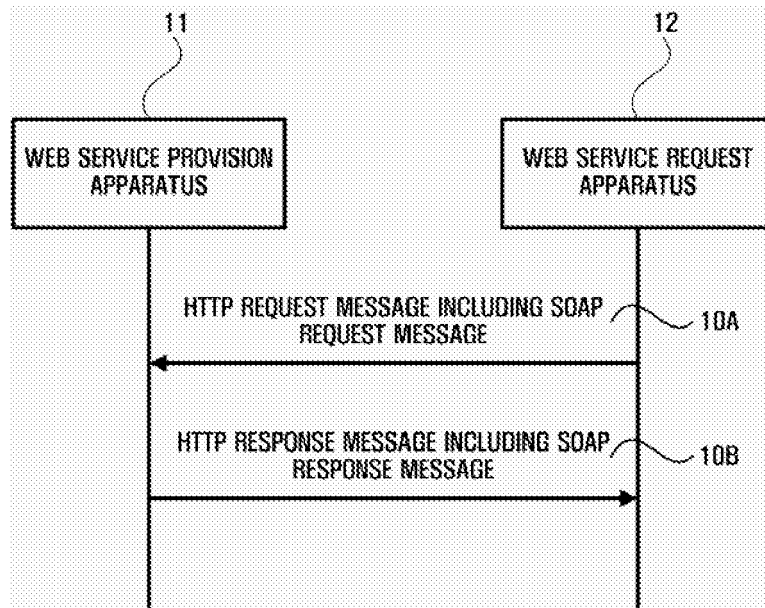 11
12
WEB SERVICE PROVISION
APPARATUS
WEB SERVICE REQUEST
APPARATUS
HTTP REQUEST MESSAGE INCLUDING SOAP
REQUEST MESSAGE
10A
HTTP RESPONSE MESSAGE INCLUDING SOAP
RESPONSE MESSAGE
10B